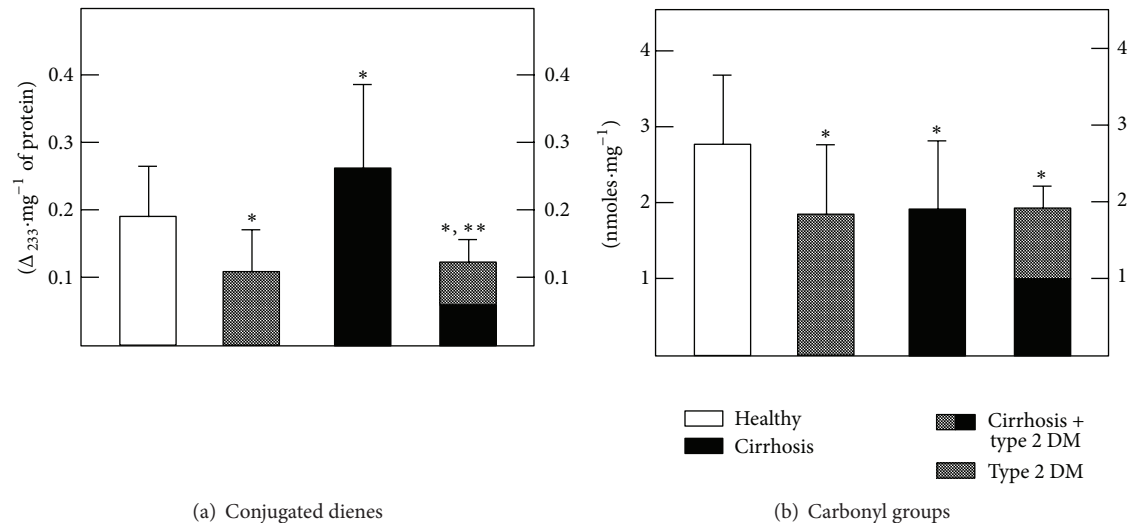 (Δ233·mg−1 of protein)
0.4
0.3
0.2
0.1
*
*
*, **
0.4
0.3
0.2
0.1
(a) Conjugated dienes
(nmoles·mg−1)
4
3
2
1
*
*
*
4
3
2
1
Healthy
Cirrhosis
Cirrhosis +
type 2 DM
Type 2 DM
(b) Carbonyl groups